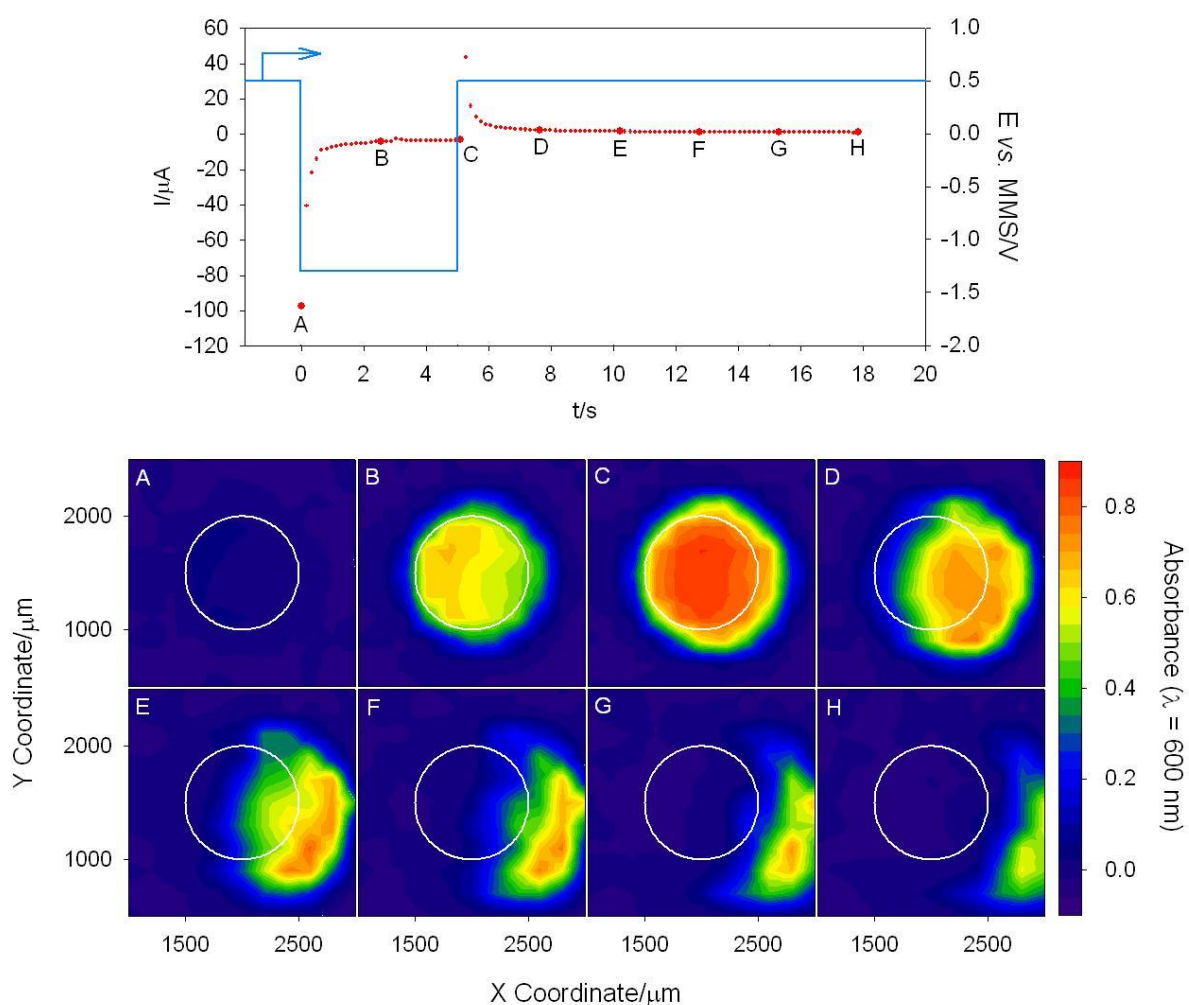 60
40
20
0
-20
-40
-60
-80
-100
-120
I/µA
1.0
0.5
0.0
-0.5
-1.0
-1.5
-2.0
E vs. MMS/V
A
B
C
D
E
F
G
H
0 2 4 6 8 10 12 14 16 18 20
t/s
A B C D
E F G H
2000
1000
2000
1000
Y Coordinate/µm
1500 2500 1500 2500 1500 2500 1500 2500
X Coordinate/µm
0.8
0.6
0.4
0.2
0.0
Absorbance (λ = 600 nm)